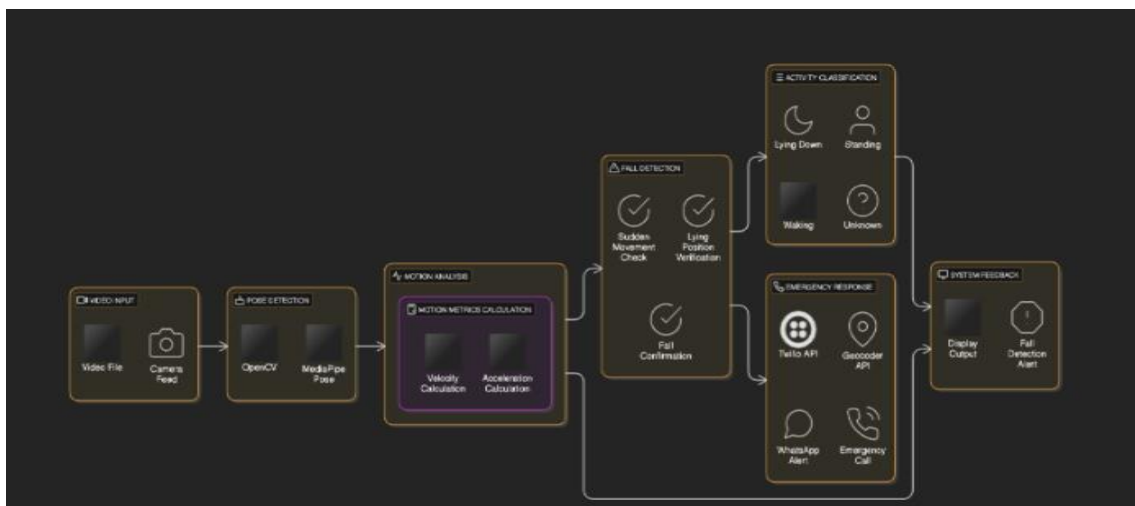 VIDEO INPUT
Video File
Camera
Feed
POSE DETECTION
OpenCV
MediaPipe
Pose
MOTION ANALYSIS
MOTION METRICS CALCULATION
Velocity
Calculation
Acceleration
Calculation
FALL DETECTION
Sudden
Movement
Check
Lying
Position
Verification
Fall
Confirmation
ACTIVITY CLASSIFICATION
Lying Down
Standing
Waking
Unknown
EMERGENCY RESPONSE
Twilio API
Geocoder
API
WhatsApp
Alert
Emergency
Call
SYSTEM FEEDBACK
Display
Output
Fall
Detection
Alert